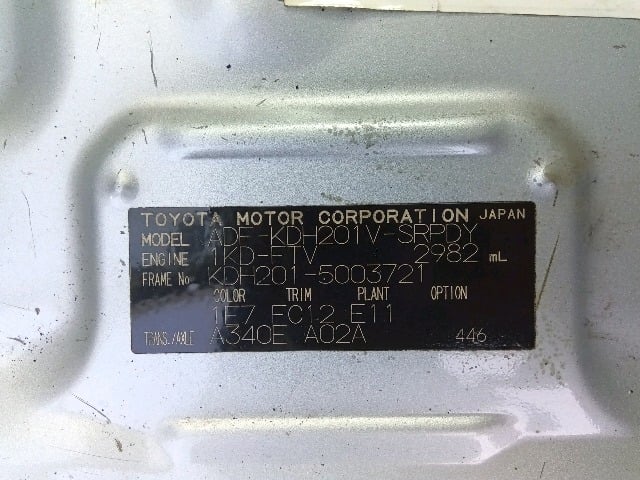 TOYOTA MOTOR CORPORATION JAPAN
MODEL ADF-KDH201V-SRPDY
ENGINE 1KD-FTV 2982 mL
FRAME No KDH201-5003721
COLOR TRIM PLANT OPTION
1E7 FC12 E11
TRANS./AXLE A340E A02A 446